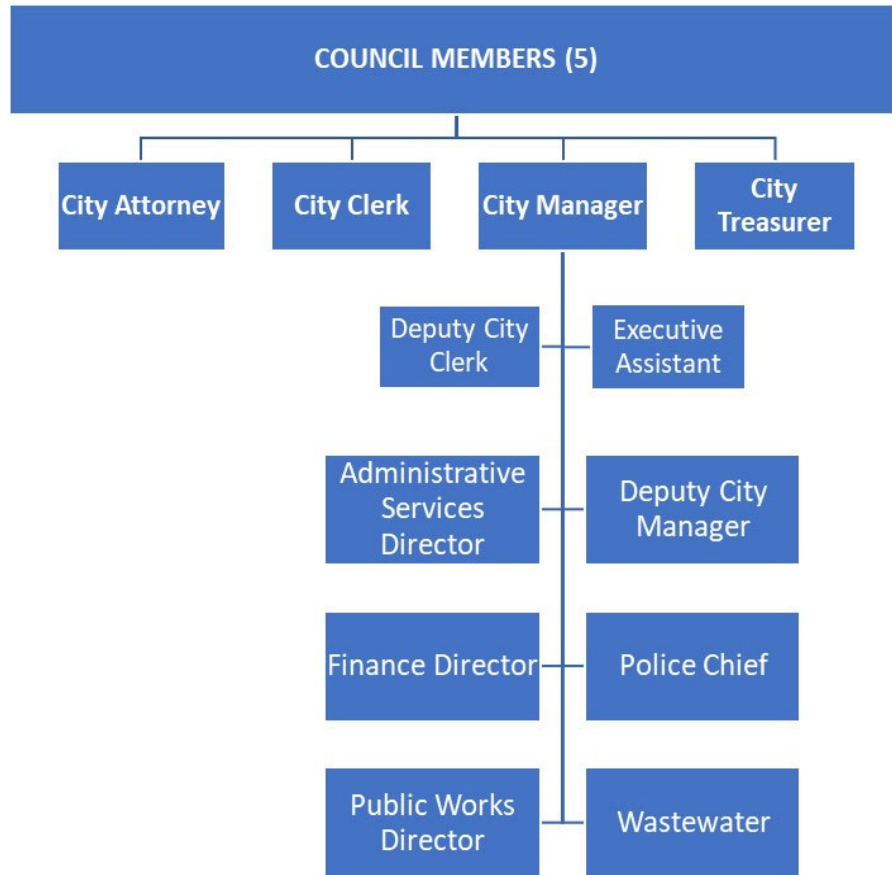 COUNCIL MEMBERS (5)
City Attorney
City Clerk
City Manager
City
Treasurer
Deputy City
Clerk
Executive
Assistant
Administrative
Services
Director
Deputy City
Manager
Finance Director
Police Chief
Public Works
Director
Wastewater